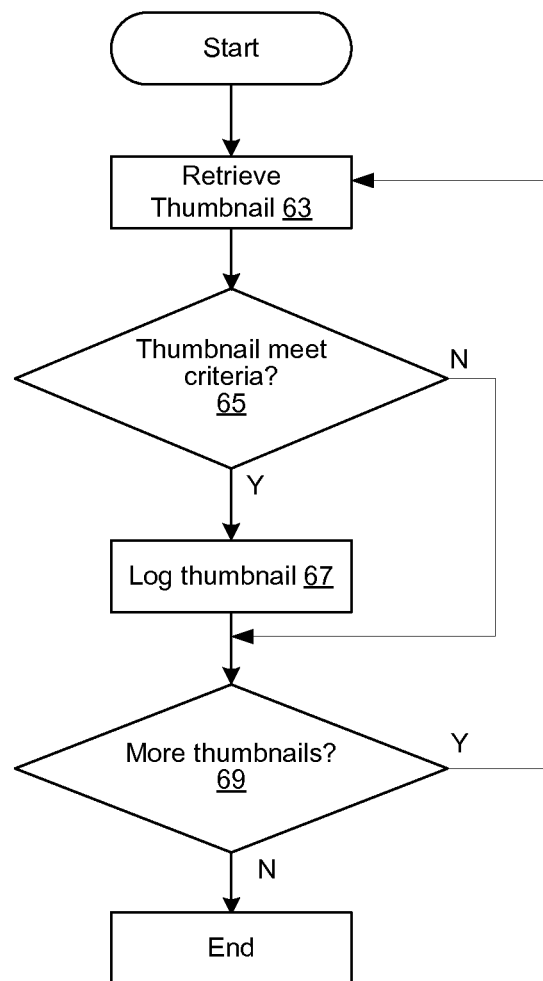 Start
Retrieve
Thumbnail 63
Thumbnail meet
criteria?
65
N
Y
Log thumbnail 67
More thumbnails?
69
Y
N
End